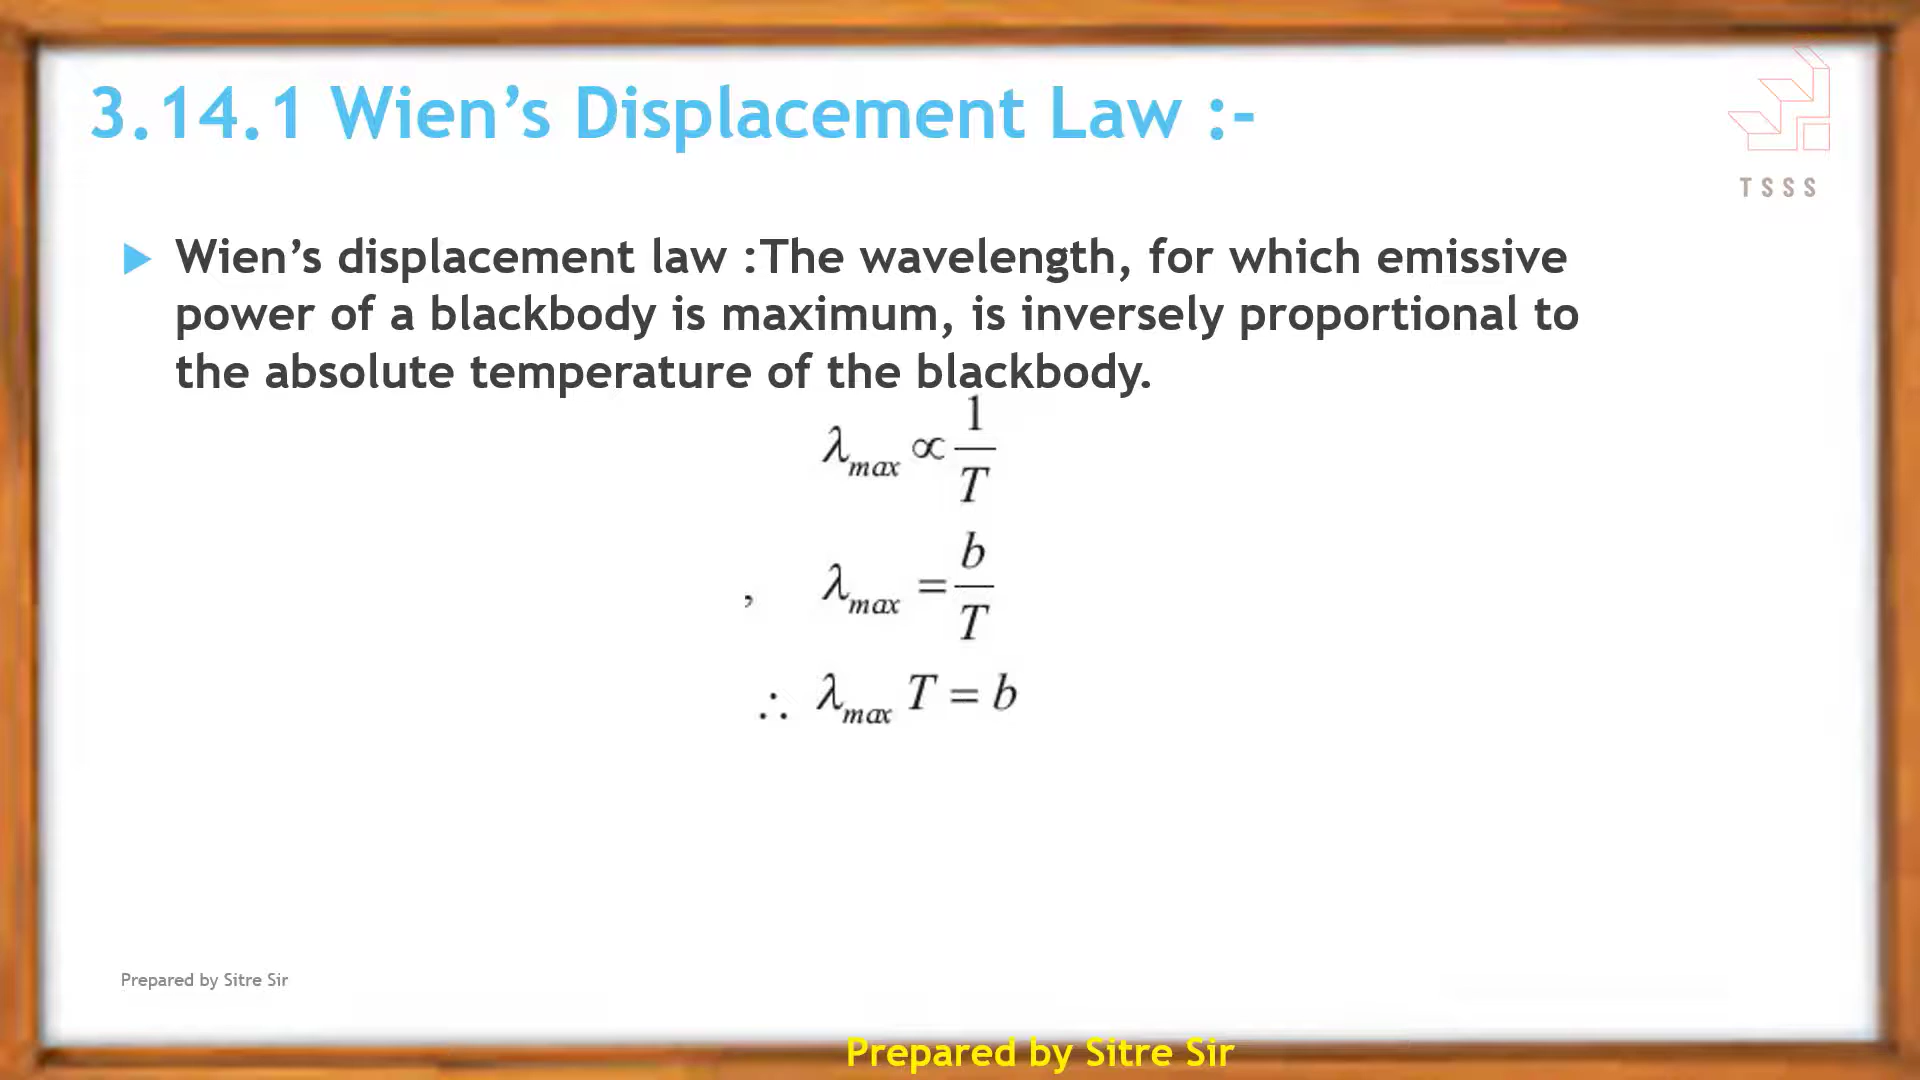 3.14.1 Wien’s Displacement Law :-
TSSS
Wien’s displacement law :The wavelength, for which emissive
power of a blackbody is maximum, is inversely proportional to
the absolute temperature of the blackbody.
λmax ∝ 1/T
, λmax = b/T
∴ λmax T = b
Prepared by Sitre Sir
Prepared by Sitre Sir